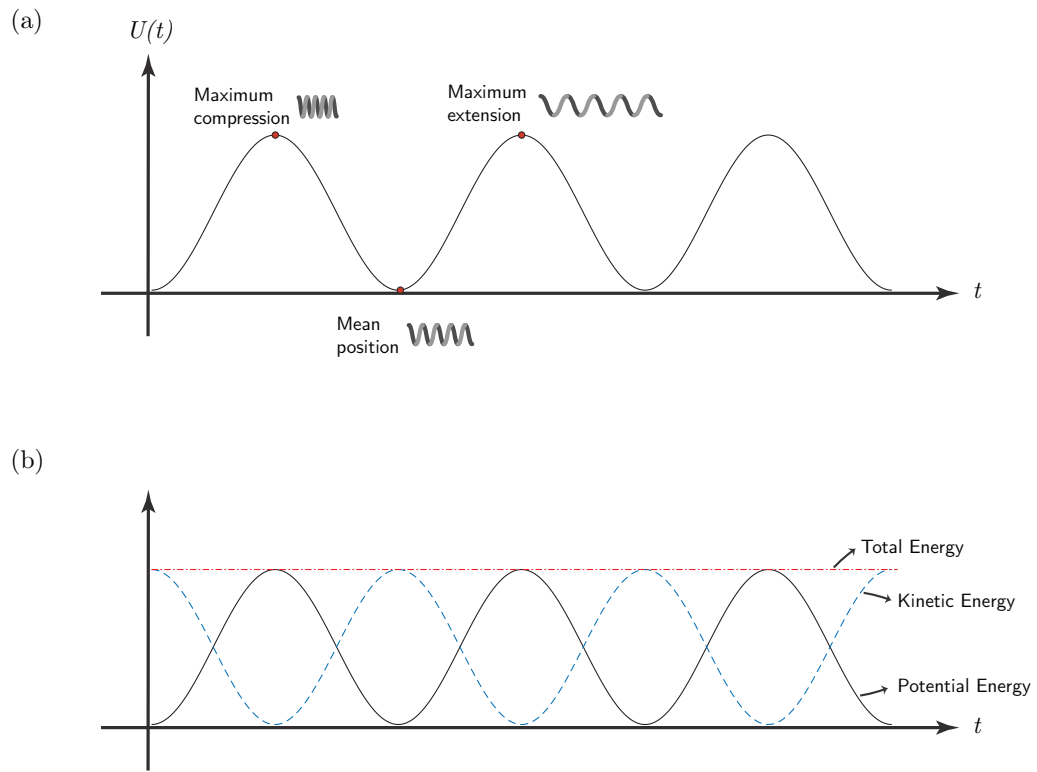 (a)
U(t)
Maximum
compression
Maximum
extension
t
Mean
position
(b)
Total Energy
Kinetic Energy
Potential Energy
t